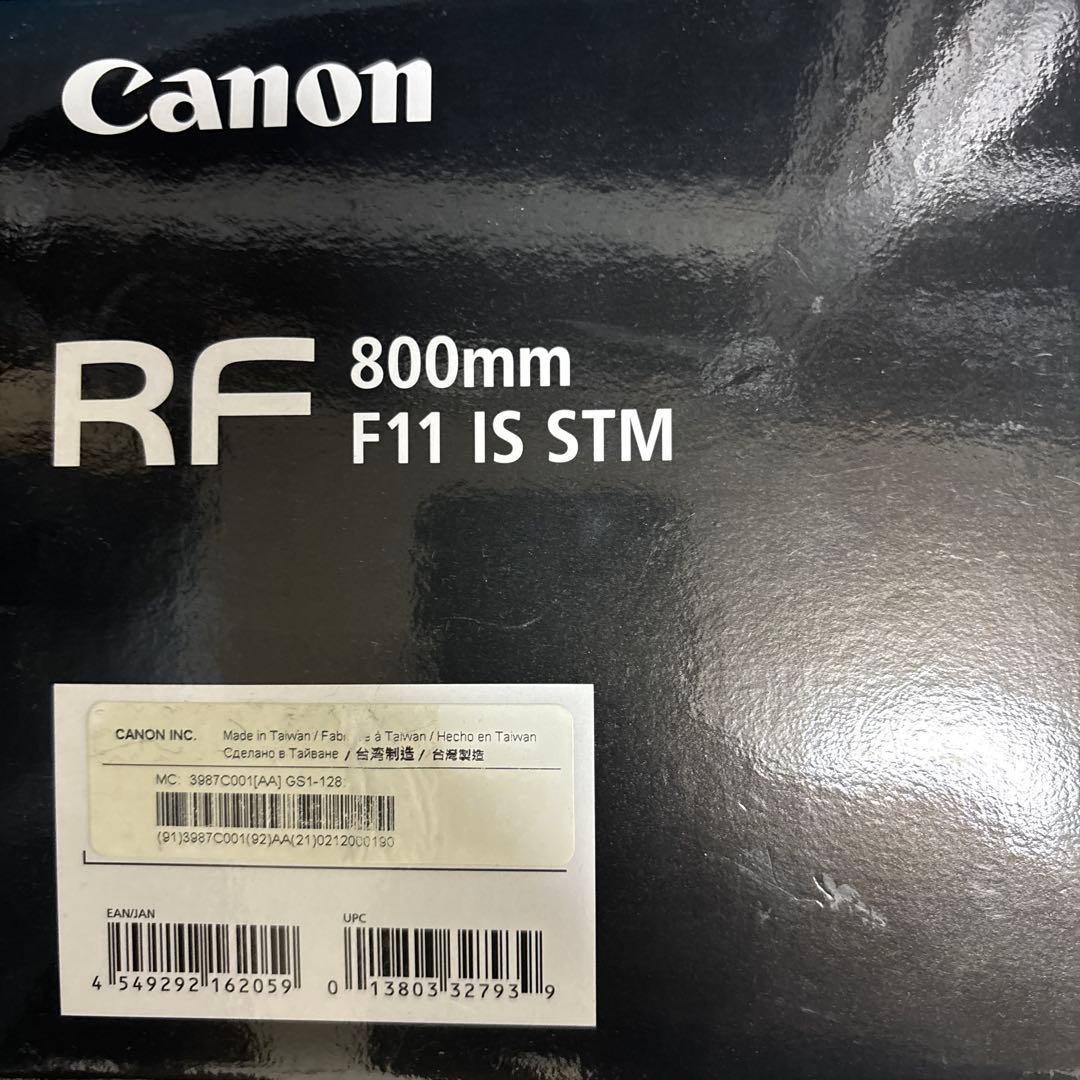 Canon
RF 800mm
F11 IS STM
CANON INC. Made in Taiwan / à Taiwan / Hecho en Taiwan
Сделано в Тайване / 台湾制造 / 台灣製造
MC: 3987C001[AA] GS1-128
(91)3987C001(92)AA(21)0212000190
EAN/JAN
4 549292 162059
UPC
0 13803 32793 9